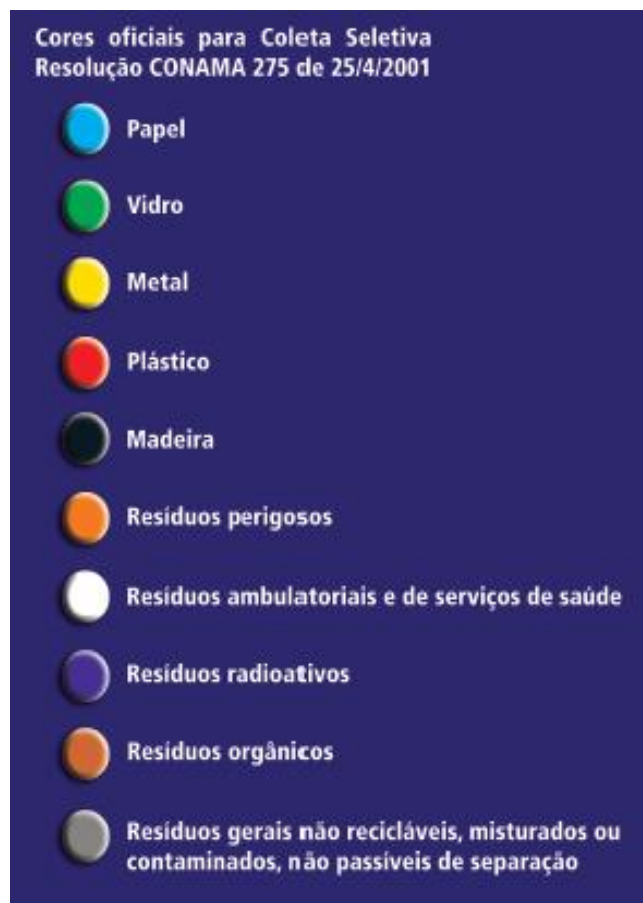 Cores oficiais para Coleta Seletiva
Resolução CONAMA 275 de 25/4/2001
Papel
Vidro
Metal
Plástico
Madeira
Resíduos perigosos
Resíduos ambulatoriais e de serviços de saúde
Resíduos radioativos
Resíduos orgânicos
Resíduos gerais não recicláveis, misturados ou
contaminados, não passíveis de separação